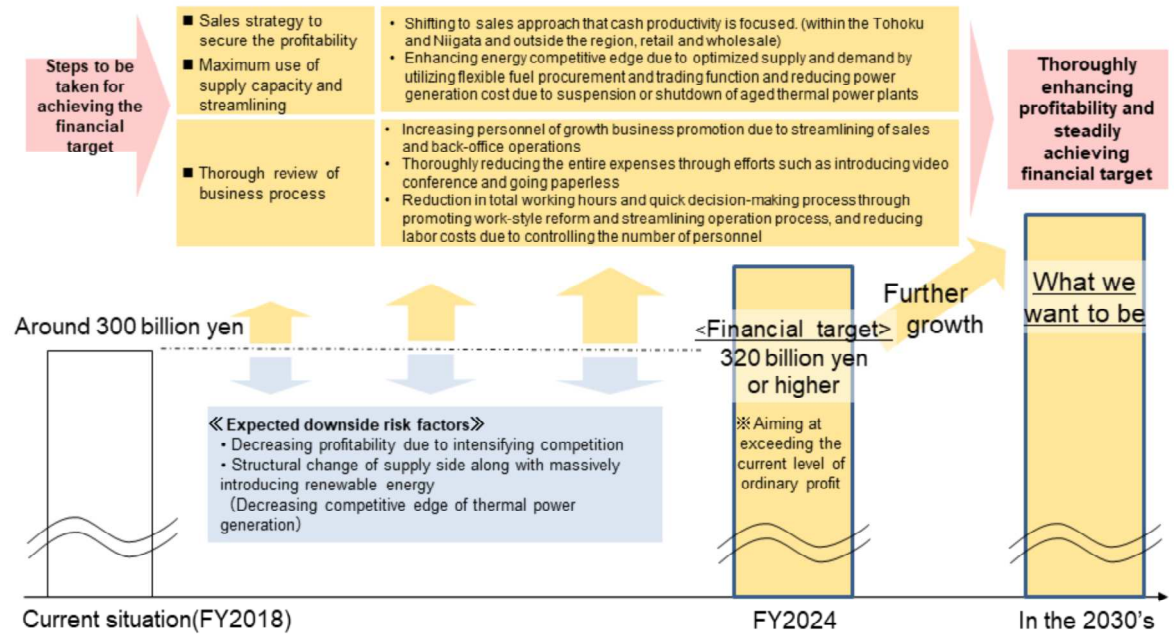 Steps to be
taken for
achieving the
financial
target
■ Sales strategy to
secure the profitability
■ Maximum use of
supply capacity and
streamlining
• Shifting to sales approach that cash productivity is focused. (within the Tohoku
and Niigata and outside the region, retail and wholesale)
• Enhancing energy competitive edge due to optimized supply and demand by
utilizing flexible fuel procurement and trading function and reducing power
generation cost due to suspension or shutdown of aged thermal power plants
■ Thorough review of
business process
• Increasing personnel of growth business promotion due to streamlining of sales
and back-office operations
• Thoroughly reducing the entire expenses through efforts such as introducing video
conference and going paperless
• Reduction in total working hours and quick decision-making process through
promoting work-style reform and streamlining operation process, and reducing
labor costs due to controlling the number of personnel
Thoroughly
enhancing
profitability and
steadily
achieving
financial target
Around 300 billion yen
≪Expected downside risk factors≫
・Decreasing profitability due to intensifying competition
・Structural change of supply side along with massively
introducing renewable energy
（Decreasing competitive edge of thermal power
generation）
<Financial target>
320 billion yen
or higher
※ Aiming at
exceeding the
current level of
ordinary profit
Further
growth
What we
want to be
Current situation(FY2018)
FY2024
In the 2030's